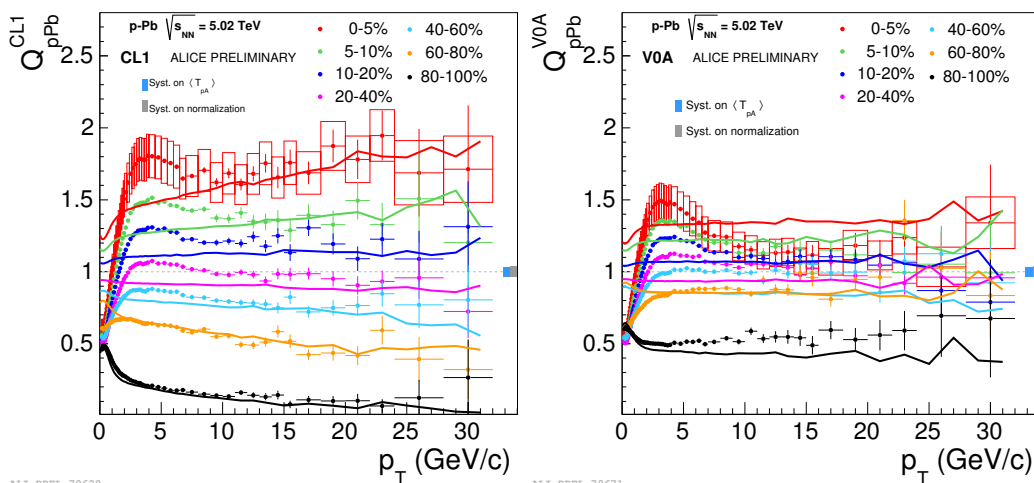 Q_pPb^CL1
p-Pb √s_NN = 5.02 TeV
CL1 ALICE PRELIMINARY
Syst. on ⟨T_pA⟩
Syst. on normalization
0-5%
5-10%
10-20%
20-40%
40-60%
60-80%
80-100%
2.5
2
1.5
1
0.5
0 5 10 15 20 25 30
p_T (GeV/c)
Q_pPb^V0A
p-Pb √s_NN = 5.02 TeV
V0A ALICE PRELIMINARY
Syst. on ⟨T_pA⟩
Syst. on normalization
0-5%
5-10%
10-20%
20-40%
40-60%
60-80%
80-100%
2.5
2
1.5
1
0.5
0 5 10 15 20 25 30
p_T (GeV/c)